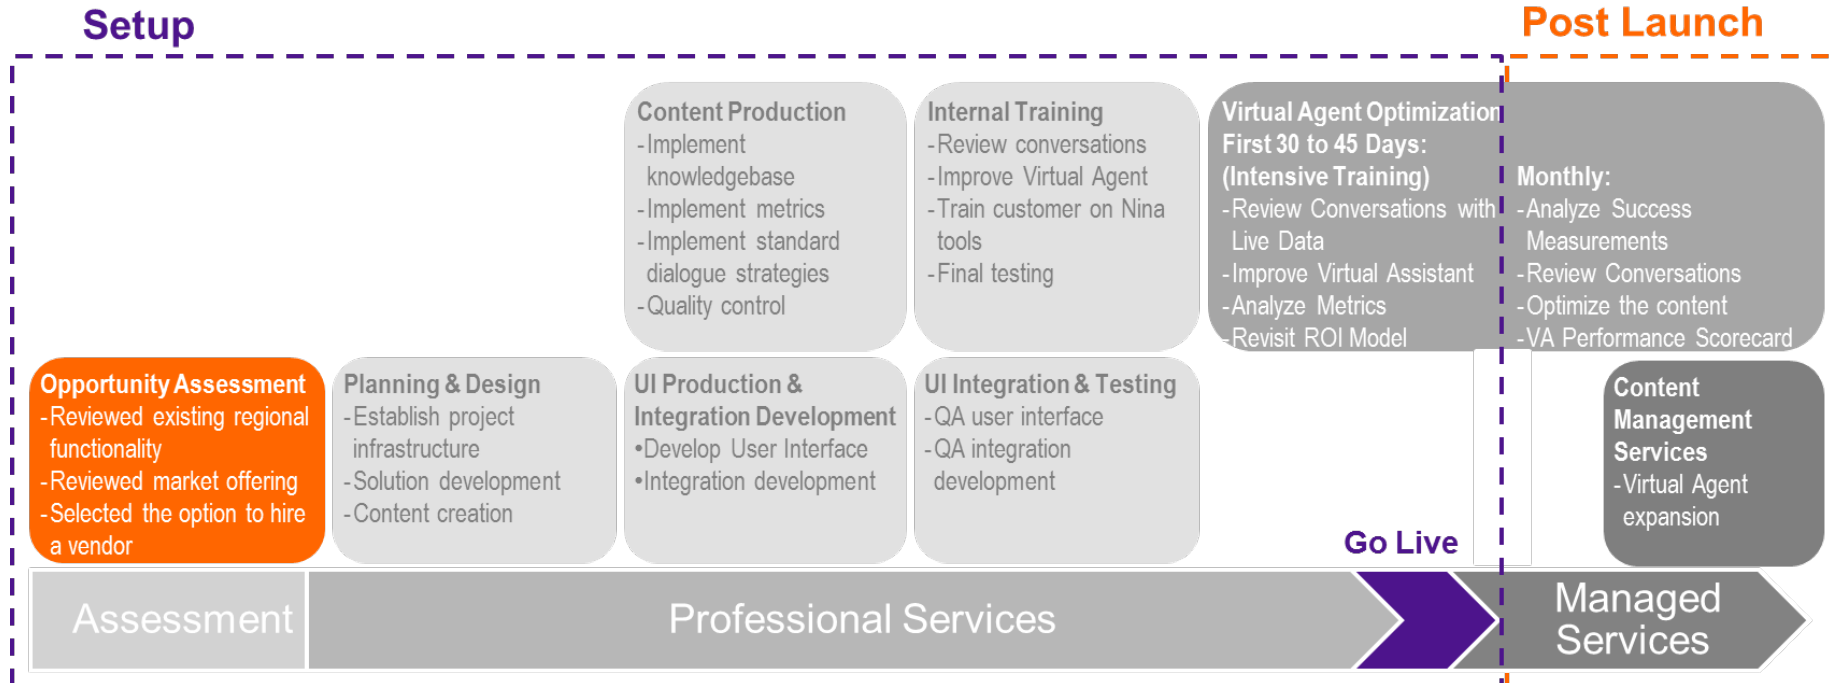 Setup
Post Launch
Content Production
-Implement
knowledgebase
-Implement metrics
-Implement standard
dialogue strategies
-Quality control
Internal Training
-Review conversations
-Improve Virtual Agent
-Train customer on Nina
tools
-Final testing
Virtual Agent Optimization
First 30 to 45 Days:
(Intensive Training)
-Review Conversations with
Live Data
-Improve Virtual Assistant
-Analyze Metrics
-Revisit ROI Model
Monthly:
-Analyze Success
Measurements
-Review Conversations
-Optimize the content
-VA Performance Scorecard
Opportunity Assessment
-Reviewed existing regional
functionality
-Reviewed market offering
-Selected the option to hire
a vendor
Planning & Design
-Establish project
infrastructure
-Solution development
-Content creation
UI Production &
Integration Development
•Develop User Interface
•Integration development
UI Integration & Testing
-QA user interface
-QA integration
development
Content
Management
Services
-Virtual Agent
expansion
Go Live
Assessment
Professional Services
Managed
Services